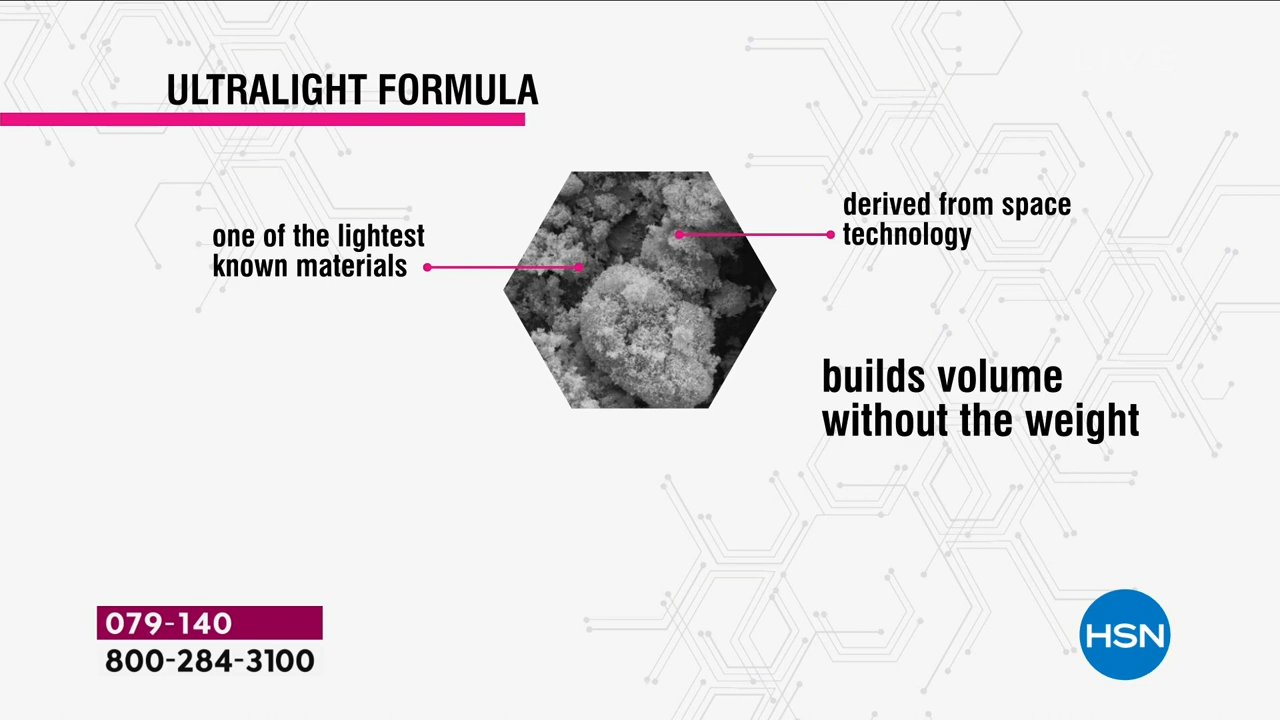 ULTRALIGHT FORMULA
one of the lightest
known materials
derived from space
technology
builds volume
without the weight
079-140
800-284-3100
HSN